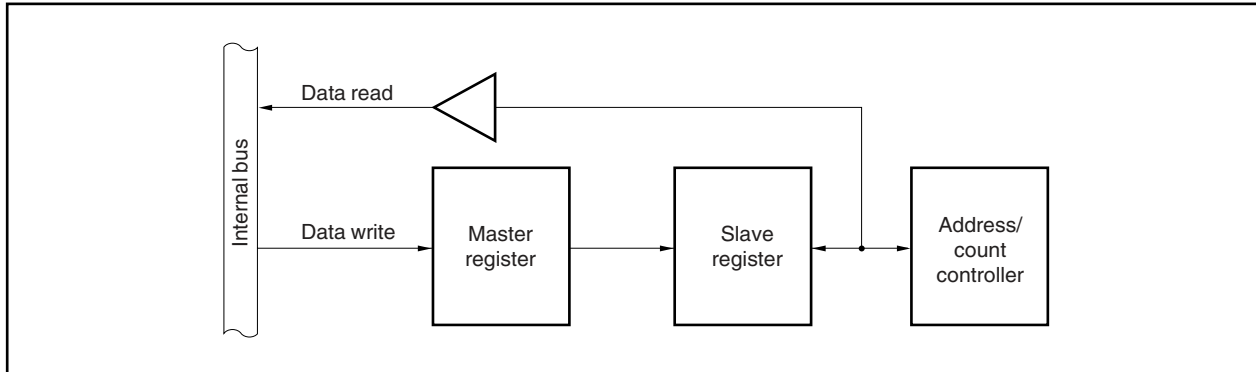 Data read
Internal bus
Data write
Master
register
Slave
register
Address/
count
controller